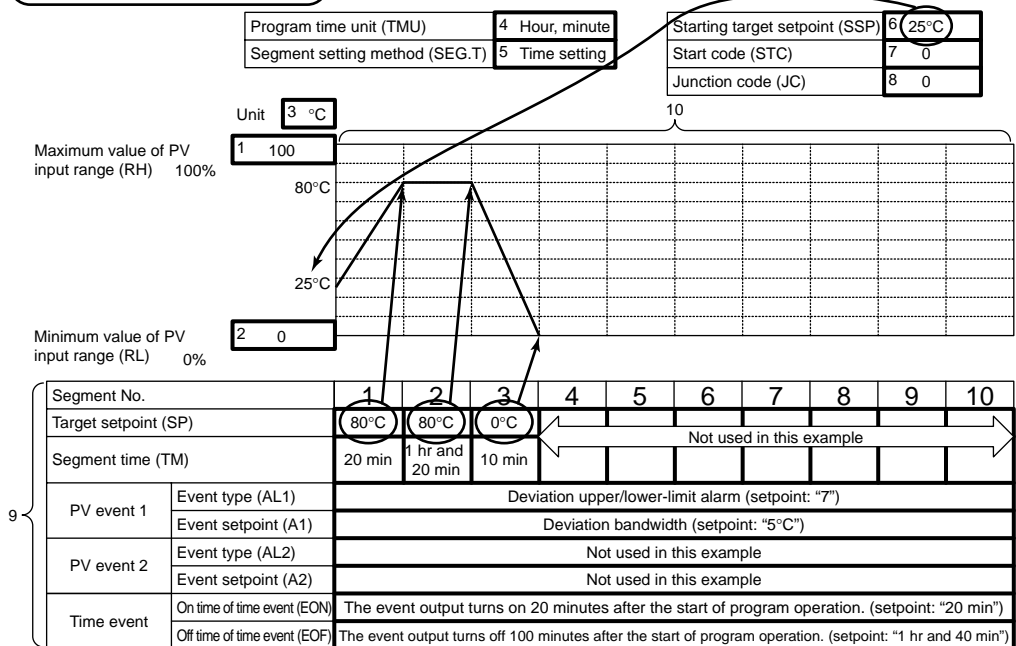 Program time unit (TMU) 4 Hour, minute
Segment setting method (SEG.T) 5 Time setting
Starting target setpoint (SSP) 6 25°C
Start code (STC) 7 0
Junction code (JC) 8 0
Unit 3 °C
10
Maximum value of PV
input range (RH) 100%
1 100
80°C
25°C
Minimum value of PV
input range (RL) 0%
2 0
9
Segment No. 1 2 3 4 5 6 7 8 9 10
Target setpoint (SP) 80°C 80°C 0°C
Not used in this example
Segment time (TM) 20 min 1 hr and 20 min 10 min
PV event 1
Event type (AL1) Deviation upper/lower-limit alarm (setpoint: “7”)
Event setpoint (A1) Deviation bandwidth (setpoint: “5°C”)
PV event 2
Event type (AL2) Not used in this example
Event setpoint (A2) Not used in this example
Time event
On time of time event (EON) The event output turns on 20 minutes after the start of program operation. (setpoint: “20 min”)
Off time of time event (EOF) The event output turns off 100 minutes after the start of program operation. (setpoint: “1 hr and 40 min”)